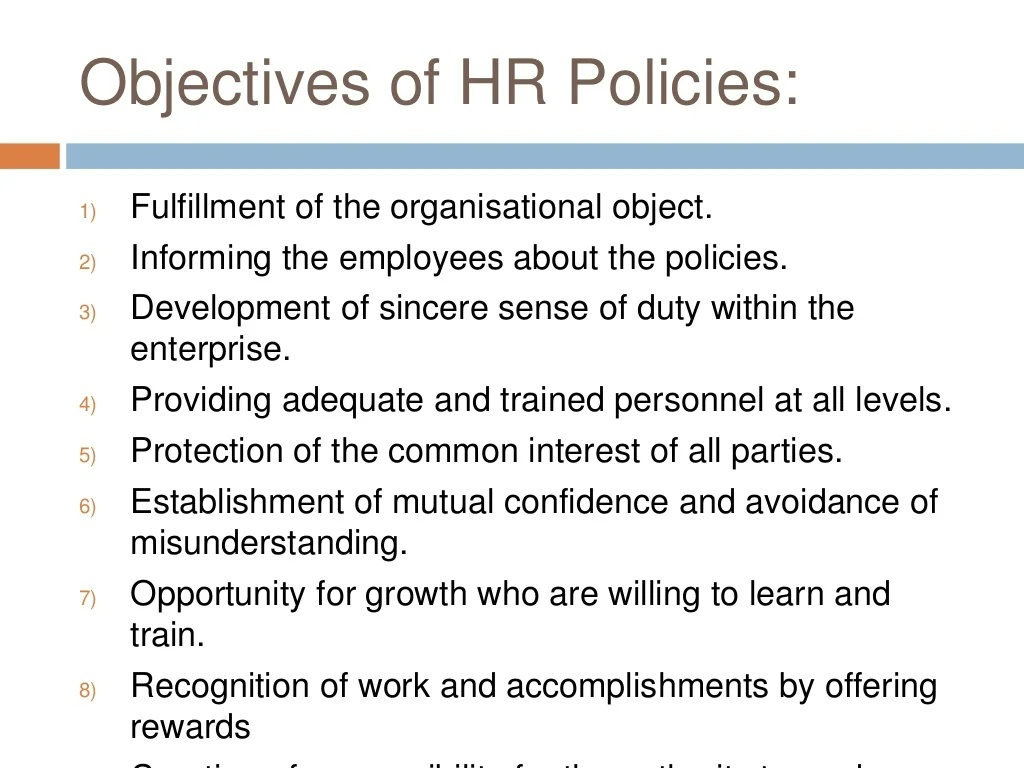 Objectives of HR Policies:
1) Fulfillment of the organisational object.
2) Informing the employees about the policies.
3) Development of sincere sense of duty within the
enterprise.
4) Providing adequate and trained personnel at all levels.
5) Protection of the common interest of all parties.
6) Establishment of mutual confidence and avoidance of
misunderstanding.
7) Opportunity for growth who are willing to learn and
train.
8) Recognition of work and accomplishments by offering
rewards